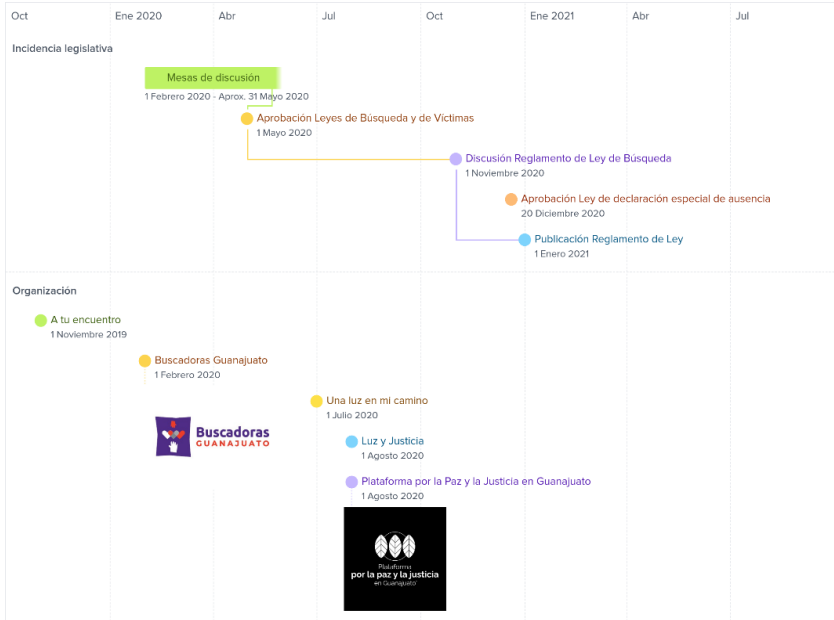 Oct Ene 2020 Abr Jul Oct Ene 2021 Abr Jul
Incidencia legislativa
Mesas de discusión
1 Febrero 2020 - Aprox. 31 Mayo 2020
Aprobación Leyes de Búsqueda y de Víctimas
1 Mayo 2020
Discusión Reglamento de Ley de Búsqueda
1 Noviembre 2020
Aprobación Ley de declaración especial de ausencia
20 Diciembre 2020
Publicación Reglamento de Ley
1 Enero 2021
Organización
A tu encuentro
1 Noviembre 2019
Buscadoras Guanajuato
1 Febrero 2020
Una luz en mi camino
1 Julio 2020
Buscadoras
GUANAJUATO
Luz y Justicia
1 Agosto 2020
Plataforma por la Paz y la Justicia en Guanajuato
1 Agosto 2020
Plataforma
por la paz y la justicia
en Guanajuato